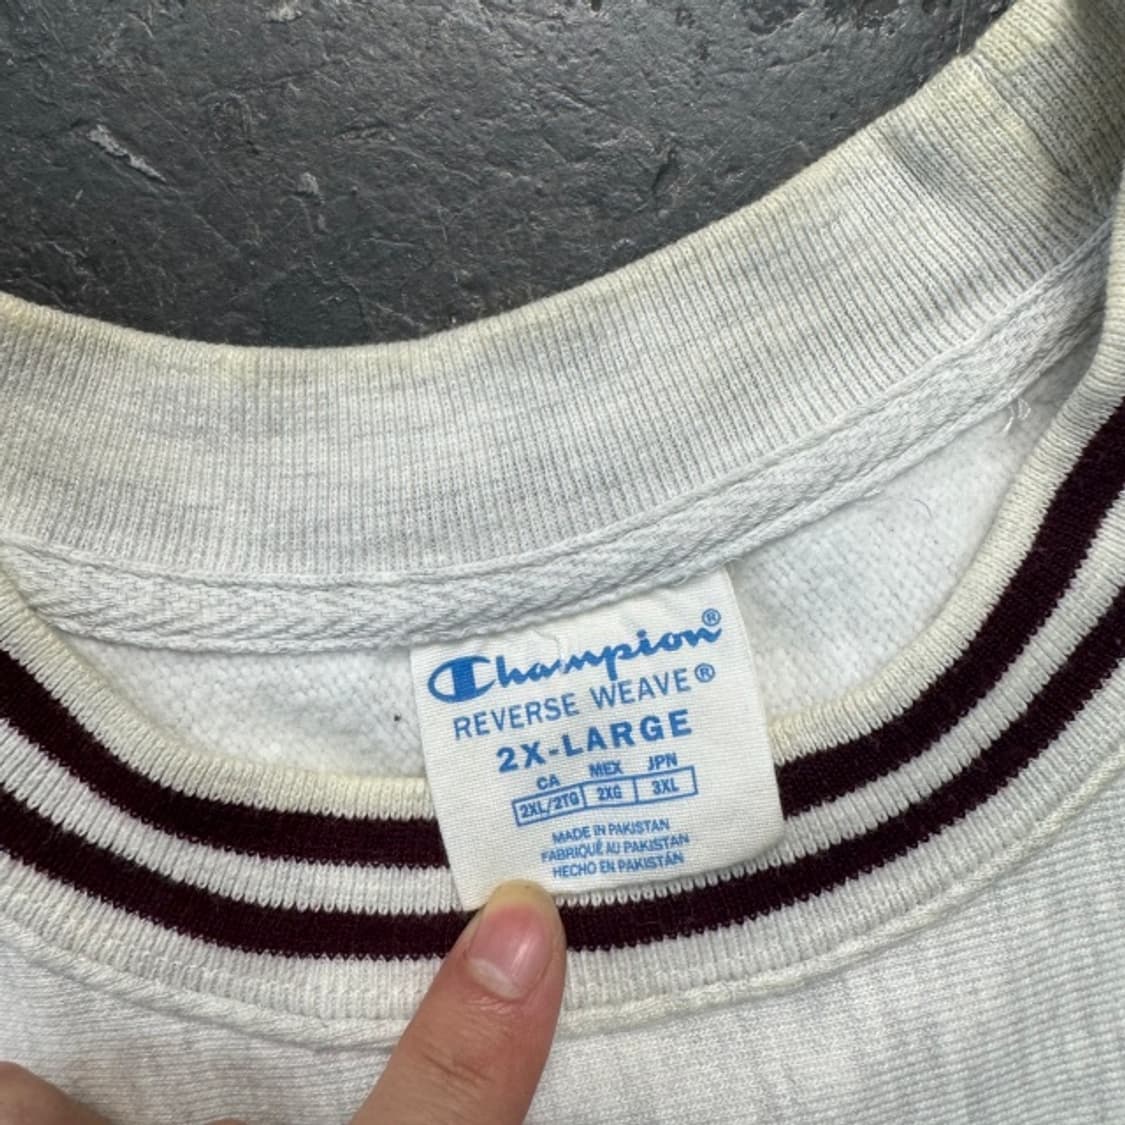 Champion®
REVERSE WEAVE®
2X-LARGE
CA MEX JPN
2XL/2TG 2XG 3XL
MADE IN PAKISTAN
FABRIQUÉ AU PAKISTAN
HECHO EN PAKISTÁN